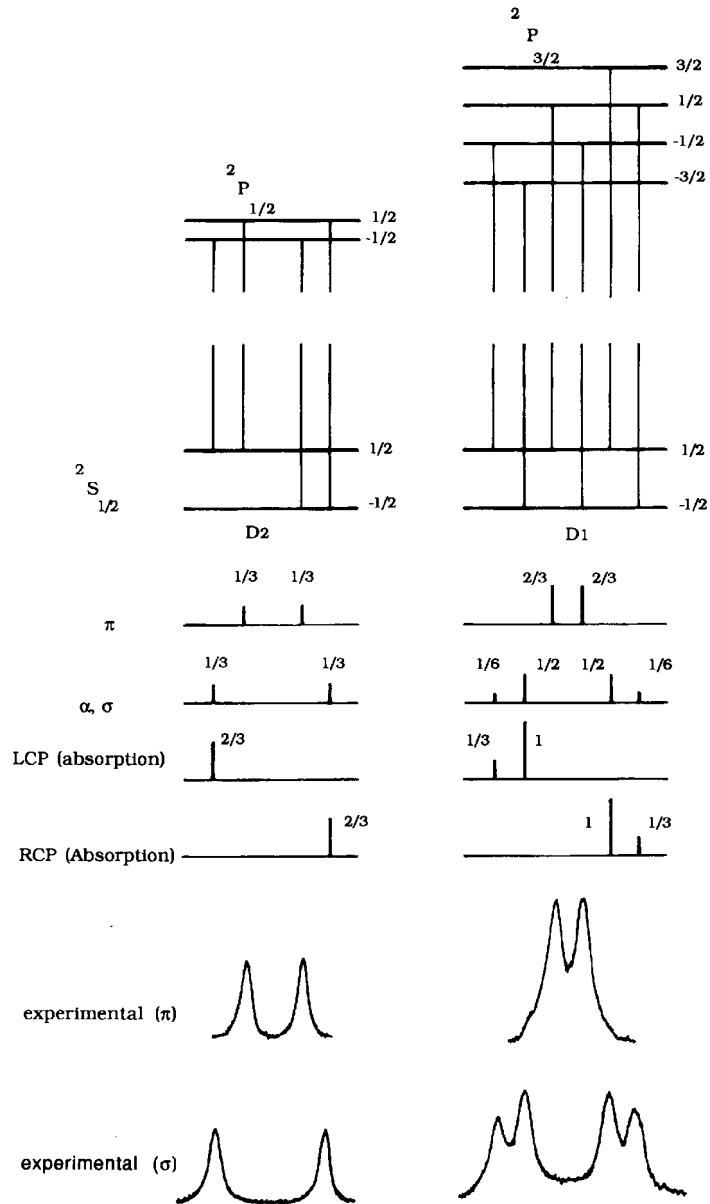 2
P
3/2
3/2
1/2
-1/2
-3/2
2
P
1/2
1/2
-1/2
2
S
1/2
1/2
-1/2
D2
1/2
-1/2
D1
π
1/3 1/3
2/3 2/3
α, σ
1/3 1/3
1/6 1/2 1/2 1/6
LCP (absorption)
2/3
1/3 1
RCP (Absorption)
2/3
1 1/3
experimental (π)
experimental (σ)